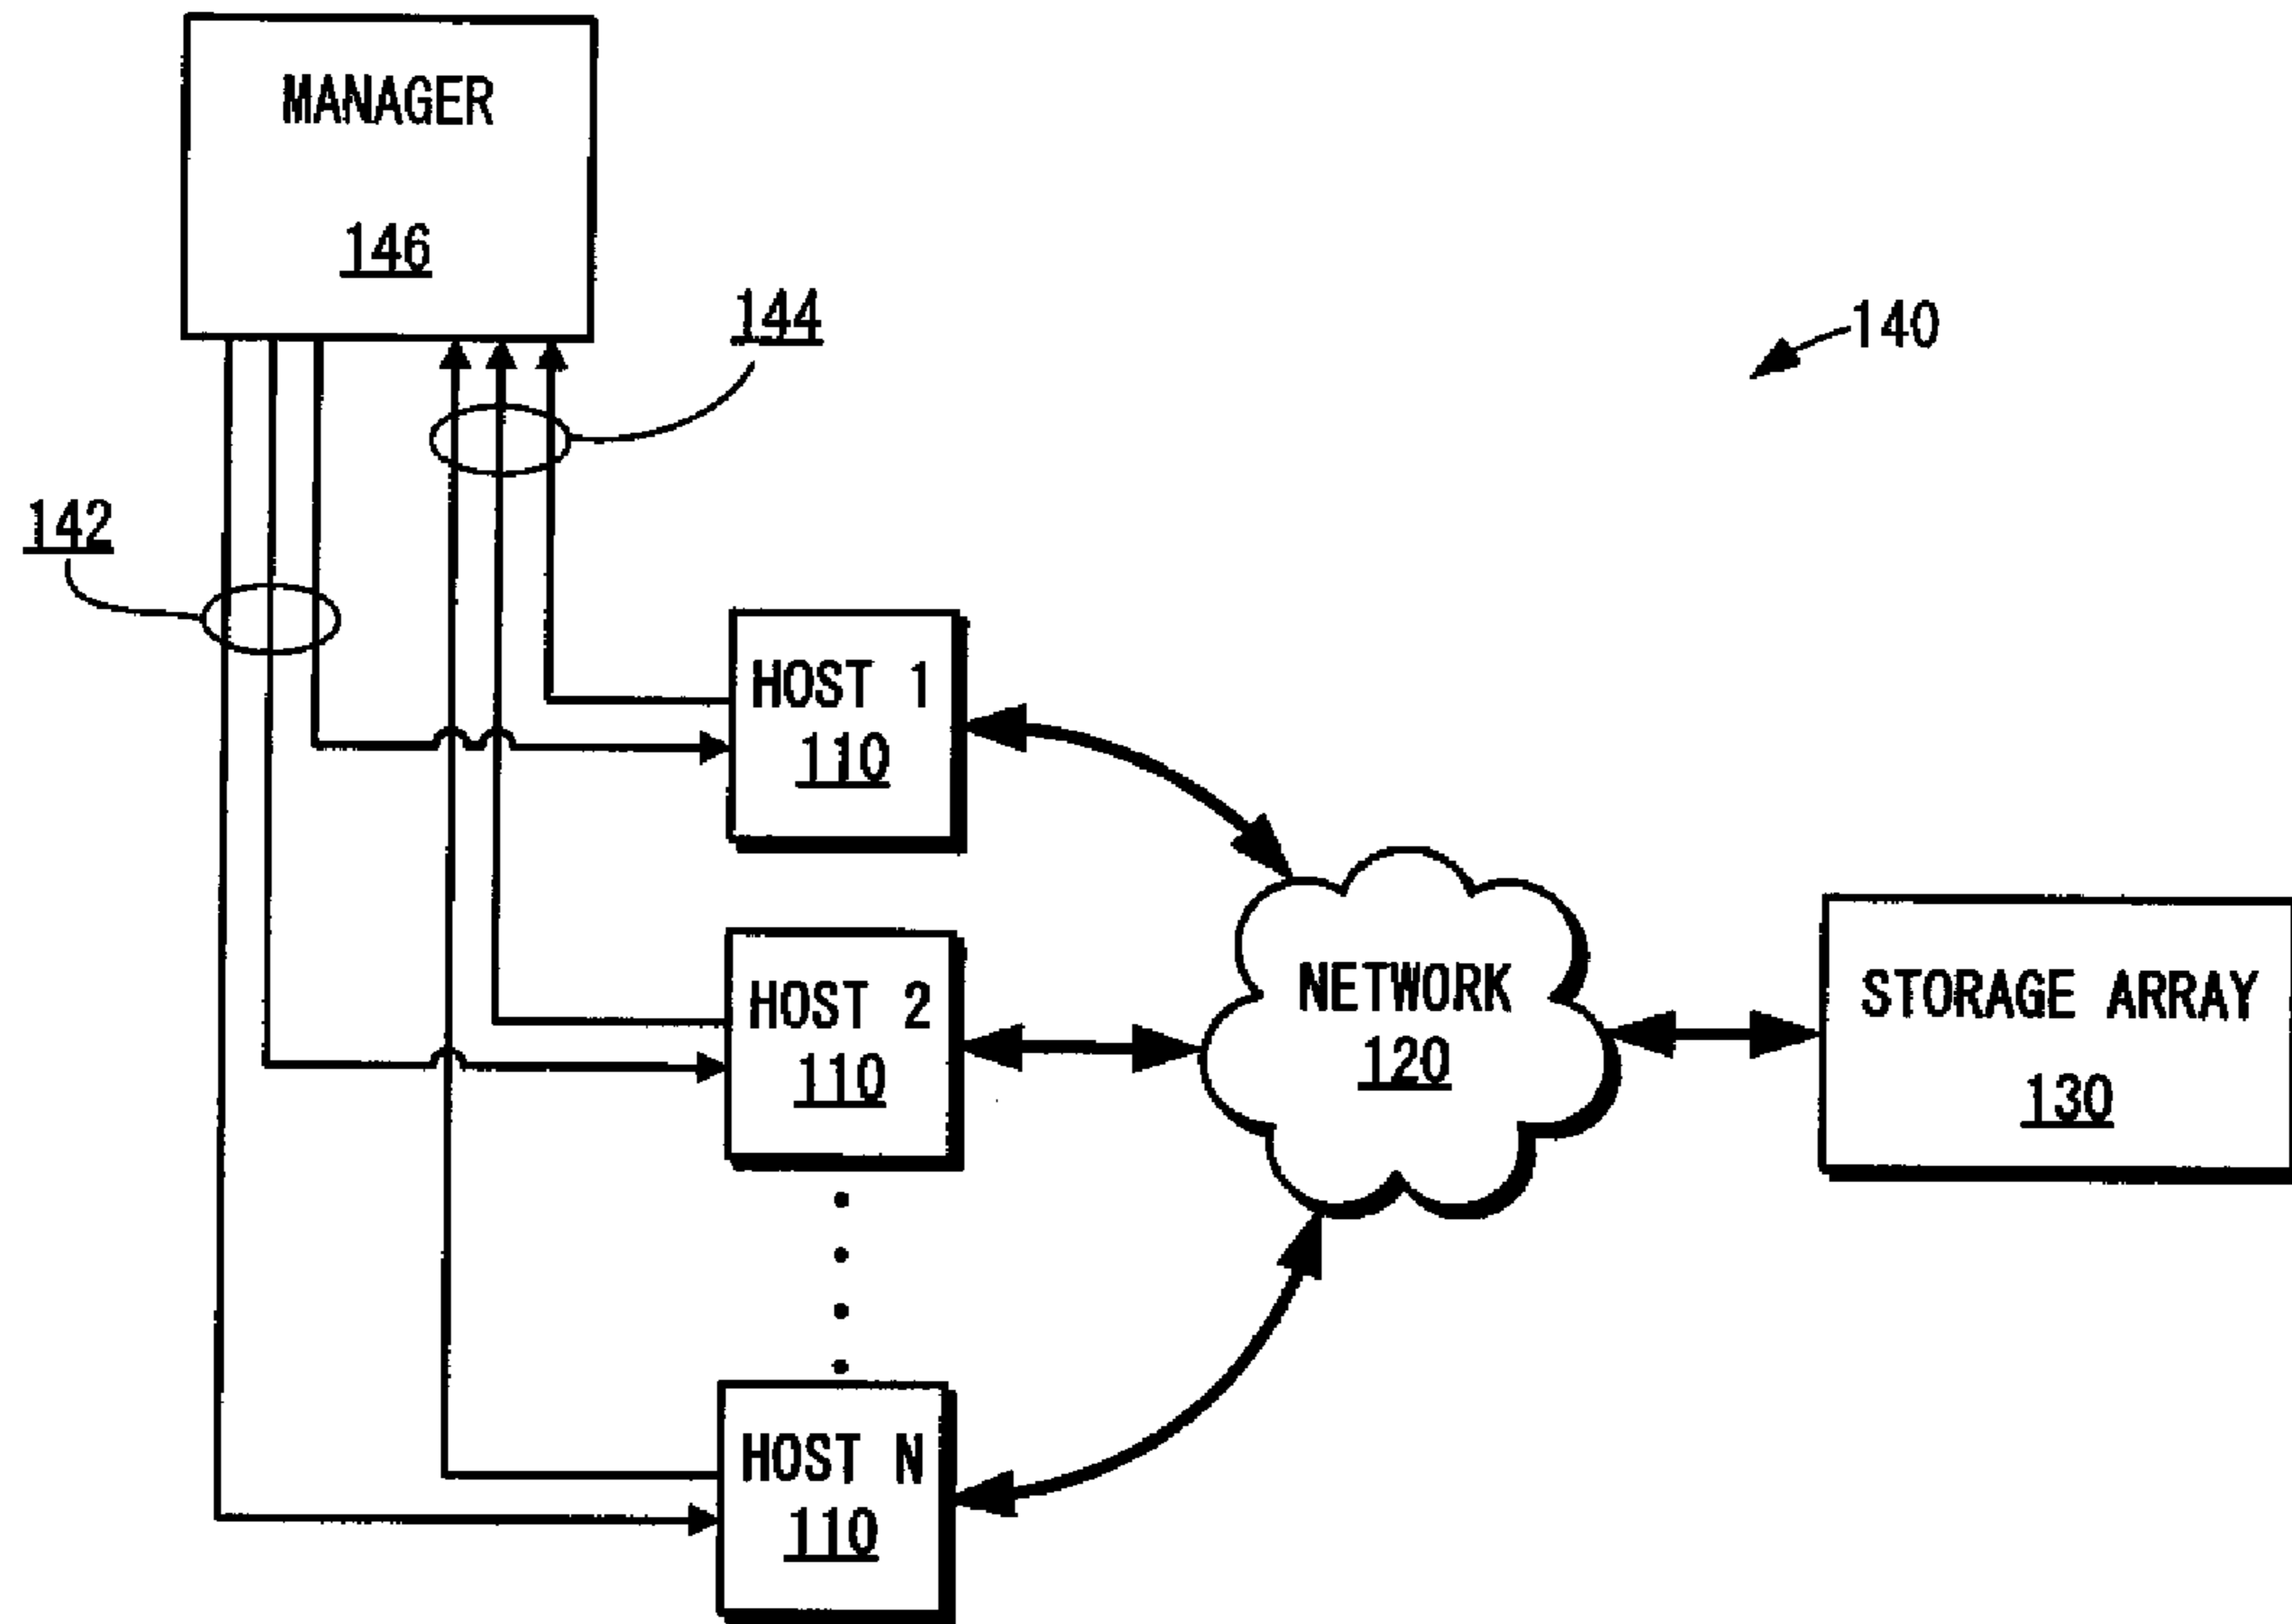 MANAGER
146
144
140
142
HOST 1
110
HOST 2
110
NETWORK
120
STORAGE ARRAY
130
HOST N
110